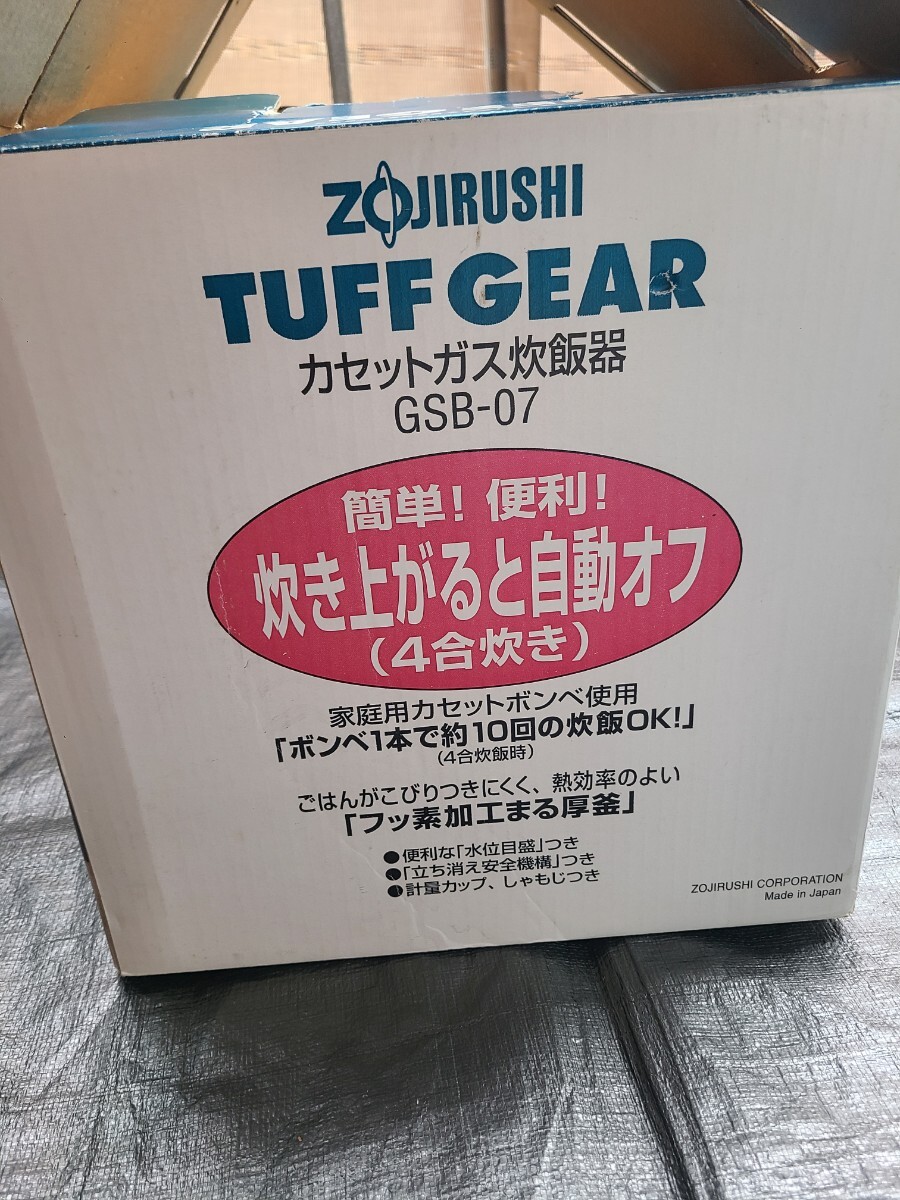 ZOJIRUSHI
TUFF GEAR
カセットガス炊飯器
GSB-07
簡単！便利！
炊き上がると自動オフ
（4合炊き）
家庭用カセットボンベ使用
「ボンベ1本で約10回の炊飯OK!」
（4合炊飯時）
ごはんがこびりつきにくく、熱効率のよい
「フッ素加工まる厚釜」
●便利な「水位目盛」つき
●「立ち消え安全機構」つき
●計量カップ、しゃもじつき
ZOJIRUSHI CORPORATION
Made in Japan